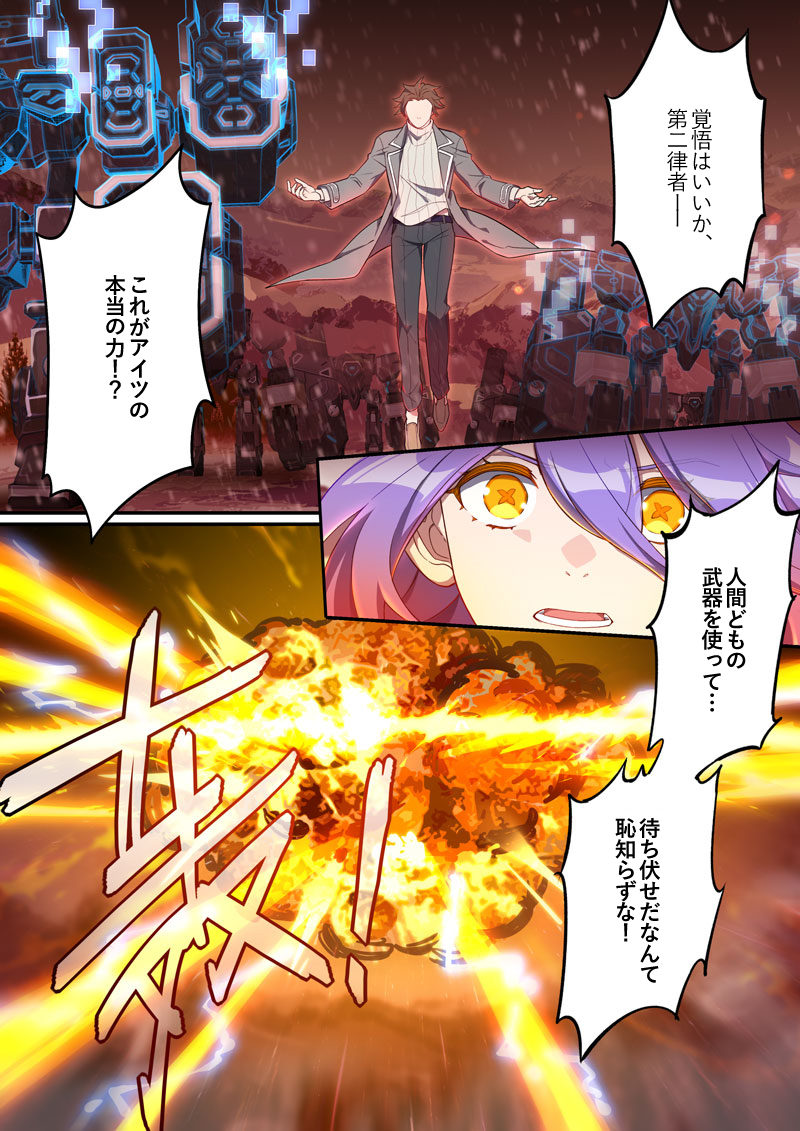 覚悟はいいか、
第二律者──
これがアイツの
本当の力!?
人間どもの
武器を使って…
待ち伏せだなんて
恥知らずな!